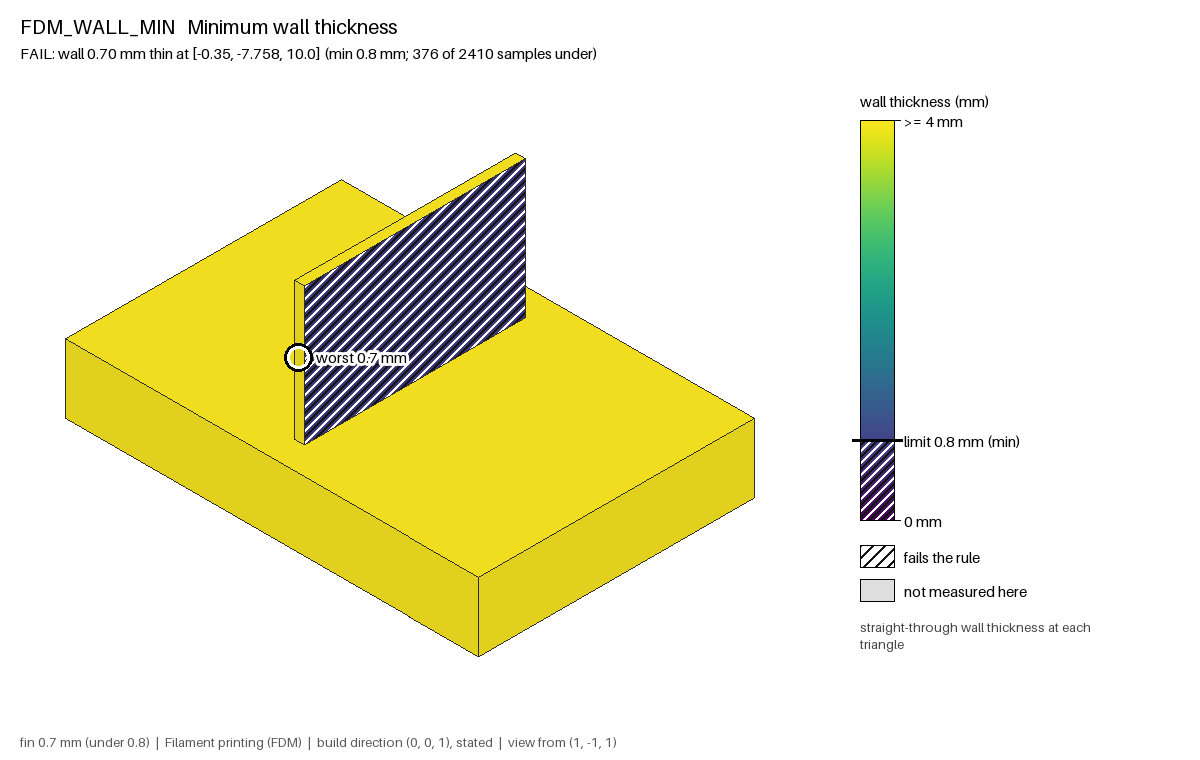 FDM_WALL_MIN Minimum wall thickness
FAIL: wall 0.70 mm thin at [-0.35, -7.758, 10.0] (min 0.8 mm; 376 of 2410 samples under)
wall thickness (mm)
>= 4 mm
worst 0.7 mm
limit 0.8 mm (min)
0 mm
fails the rule
not measured here
straight-through wall thickness at each
triangle
fin 0.7 mm (under 0.8) | Filament printing (FDM) | build direction (0, 0, 1), stated | view from (1, -1, 1)